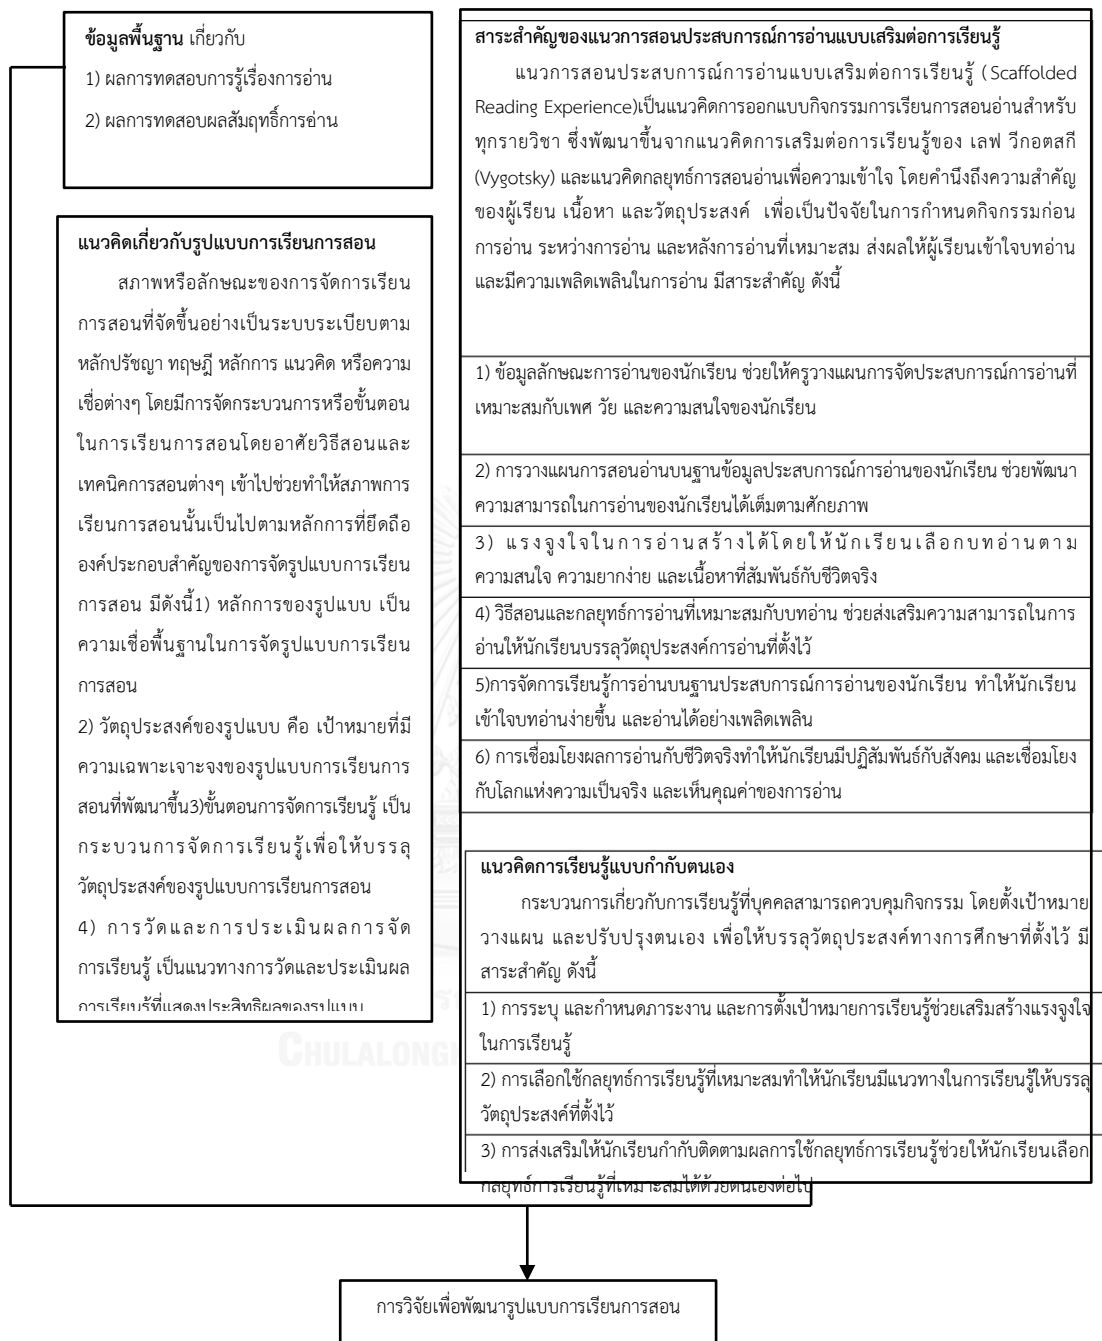 ข้อมูลพื้นฐาน เกี่ยวกับ
1) ผลการทดสอบการรู้เรื่องการอ่าน
2) ผลการทดสอบผลสัมฤทธิ์การอ่าน
แนวคิดเกี่ยวกับรูปแบบการเรียนการสอน
สภาพหรือลักษณะของการจัดการเรียน
การสอนที่จัดขึ้นอย่างเป็นระบบระเบียบตาม
หลักปรัชญา ทฤษฎี หลักการ แนวคิด หรือความ
เชื่อต่างๆ โดยมีการจัดกระบวนการหรือขั้นตอน
ในการเรียนการสอนโดยอาศัยวิธีสอนและ
เทคนิคการสอนต่างๆ เข้าไปช่วยทำให้สภาพการ
เรียนการสอนนั้นเป็นไปตามหลักการที่ยึดถือ
องค์ประกอบสำคัญของการจัดรูปแบบการเรียน
การสอน มีดังนี้1) หลักการของรูปแบบ เป็น
ความเชื่อพื้นฐานในการจัดรูปแบบการเรียน
การสอน
2) วัตถุประสงค์ของรูปแบบ คือ เป้าหมายที่มี
ความเฉพาะเจาะจงของรูปแบบการเรียนการ
สอนที่พัฒนาขึ้น3)ขั้นตอนการจัดการเรียนรู้ เป็น
กระบวนการจัดการเรียนรู้เพื่อให้บรรลุ
วัตถุประสงค์ของรูปแบบการเรียนการสอน
4) การวัดและการประเมินผลการจัด
การเรียนรู้ เป็นแนวทางการวัดและประเมินผล
การเรียนรู้ที่แสดงประสิทธิผลของรูปแบบ
สาระสำคัญของแนวการสอนประสบการณ์การอ่านแบบเสริมต่อการเรียนรู้
แนวการสอนประสบการณ์การอ่านแบบเสริมต่อการเรียนรู้ (Scaffolded
Reading Experience)เป็นแนวคิดการออกแบบกิจกรรมการเรียนการสอนอ่านสำหรับ
ทุกรายวิชา ซึ่งพัฒนาขึ้นจากแนวคิดการเสริมต่อการเรียนรู้ของ เลฟ วีกอตสกี
(Vygotsky) และแนวคิดกลยุทธ์การสอนอ่านเพื่อความเข้าใจ โดยคำนึงถึงความสำคัญ
ของผู้เรียน เนื้อหา และวัตถุประสงค์ เพื่อเป็นปัจจัยในการกำหนดกิจกรรมก่อน
การอ่าน ระหว่างการอ่าน และหลังการอ่านที่เหมาะสม ส่งผลให้ผู้เรียนเข้าใจบทอ่าน
และมีความเพลิดเพลินในการอ่าน มีสาระสำคัญ ดังนี้
1) ข้อมูลลักษณะการอ่านของนักเรียน ช่วยให้ครูวางแผนการจัดประสบการณ์การอ่านที่
เหมาะสมกับเพศ วัย และความสนใจของนักเรียน
2) การวางแผนการสอนอ่านบนฐานข้อมูลประสบการณ์การอ่านของนักเรียน ช่วยพัฒนา
ความสามารถในการอ่านของนักเรียนได้เต็มตามศักยภาพ
3) แรงจูงใจในการอ่านสร้างได้โดยให้นักเรียนเลือกบทอ่านตาม
ความสนใจ ความยากง่าย และเนื้อหาที่สัมพันธ์กับชีวิตจริง
4) วิธีสอนและกลยุทธ์การอ่านที่เหมาะสมกับบทอ่าน ช่วยส่งเสริมความสามารถในการ
อ่านให้นักเรียนบรรลุวัตถุประสงค์การอ่านที่ตั้งไว้
5)การจัดการเรียนรู้การอ่านบนฐานประสบการณ์การอ่านของนักเรียน ทำให้นักเรียน
เข้าใจบทอ่านง่ายขึ้น และอ่านได้อย่างเพลิดเพลิน
6) การเชื่อมโยงผลการอ่านกับชีวิตจริงทำให้นักเรียนมีปฏิสัมพันธ์กับสังคม และเชื่อมโยง
กับโลกแห่งความเป็นจริง และเห็นคุณค่าของการอ่าน
แนวคิดการเรียนรู้แบบกำกับตนเอง
กระบวนการเกี่ยวกับการเรียนรู้ที่บุคคลสามารถควบคุมกิจกรรม โดยตั้งเป้าหมาย
วางแผน และปรับปรุงตนเอง เพื่อให้บรรลุวัตถุประสงค์ทางการศึกษาที่ตั้งไว้ มี
สาระสำคัญ ดังนี้
1) การระบุ และกำหนดภาระงาน และการตั้งเป้าหมายการเรียนรู้ช่วยเสริมสร้างแรงจูงใจ
ในการเรียนรู้
2) การเลือกใช้กลยุทธ์การเรียนรู้ที่เหมาะสมทำให้นักเรียนมีแนวทางในการเรียนรู้ให้บรรลุ
วัตถุประสงค์ที่ตั้งไว้
3) การส่งเสริมให้นักเรียนกำกับติดตามผลการใช้กลยุทธ์การเรียนรู้ช่วยให้นักเรียนเลือก
กลยุทธ์การเรียนรู้ที่เหมาะสมได้ด้วยตนเองต่อไป
CHULALONG
การวิจัยเพื่อพัฒนารูปแบบการเรียนการสอน